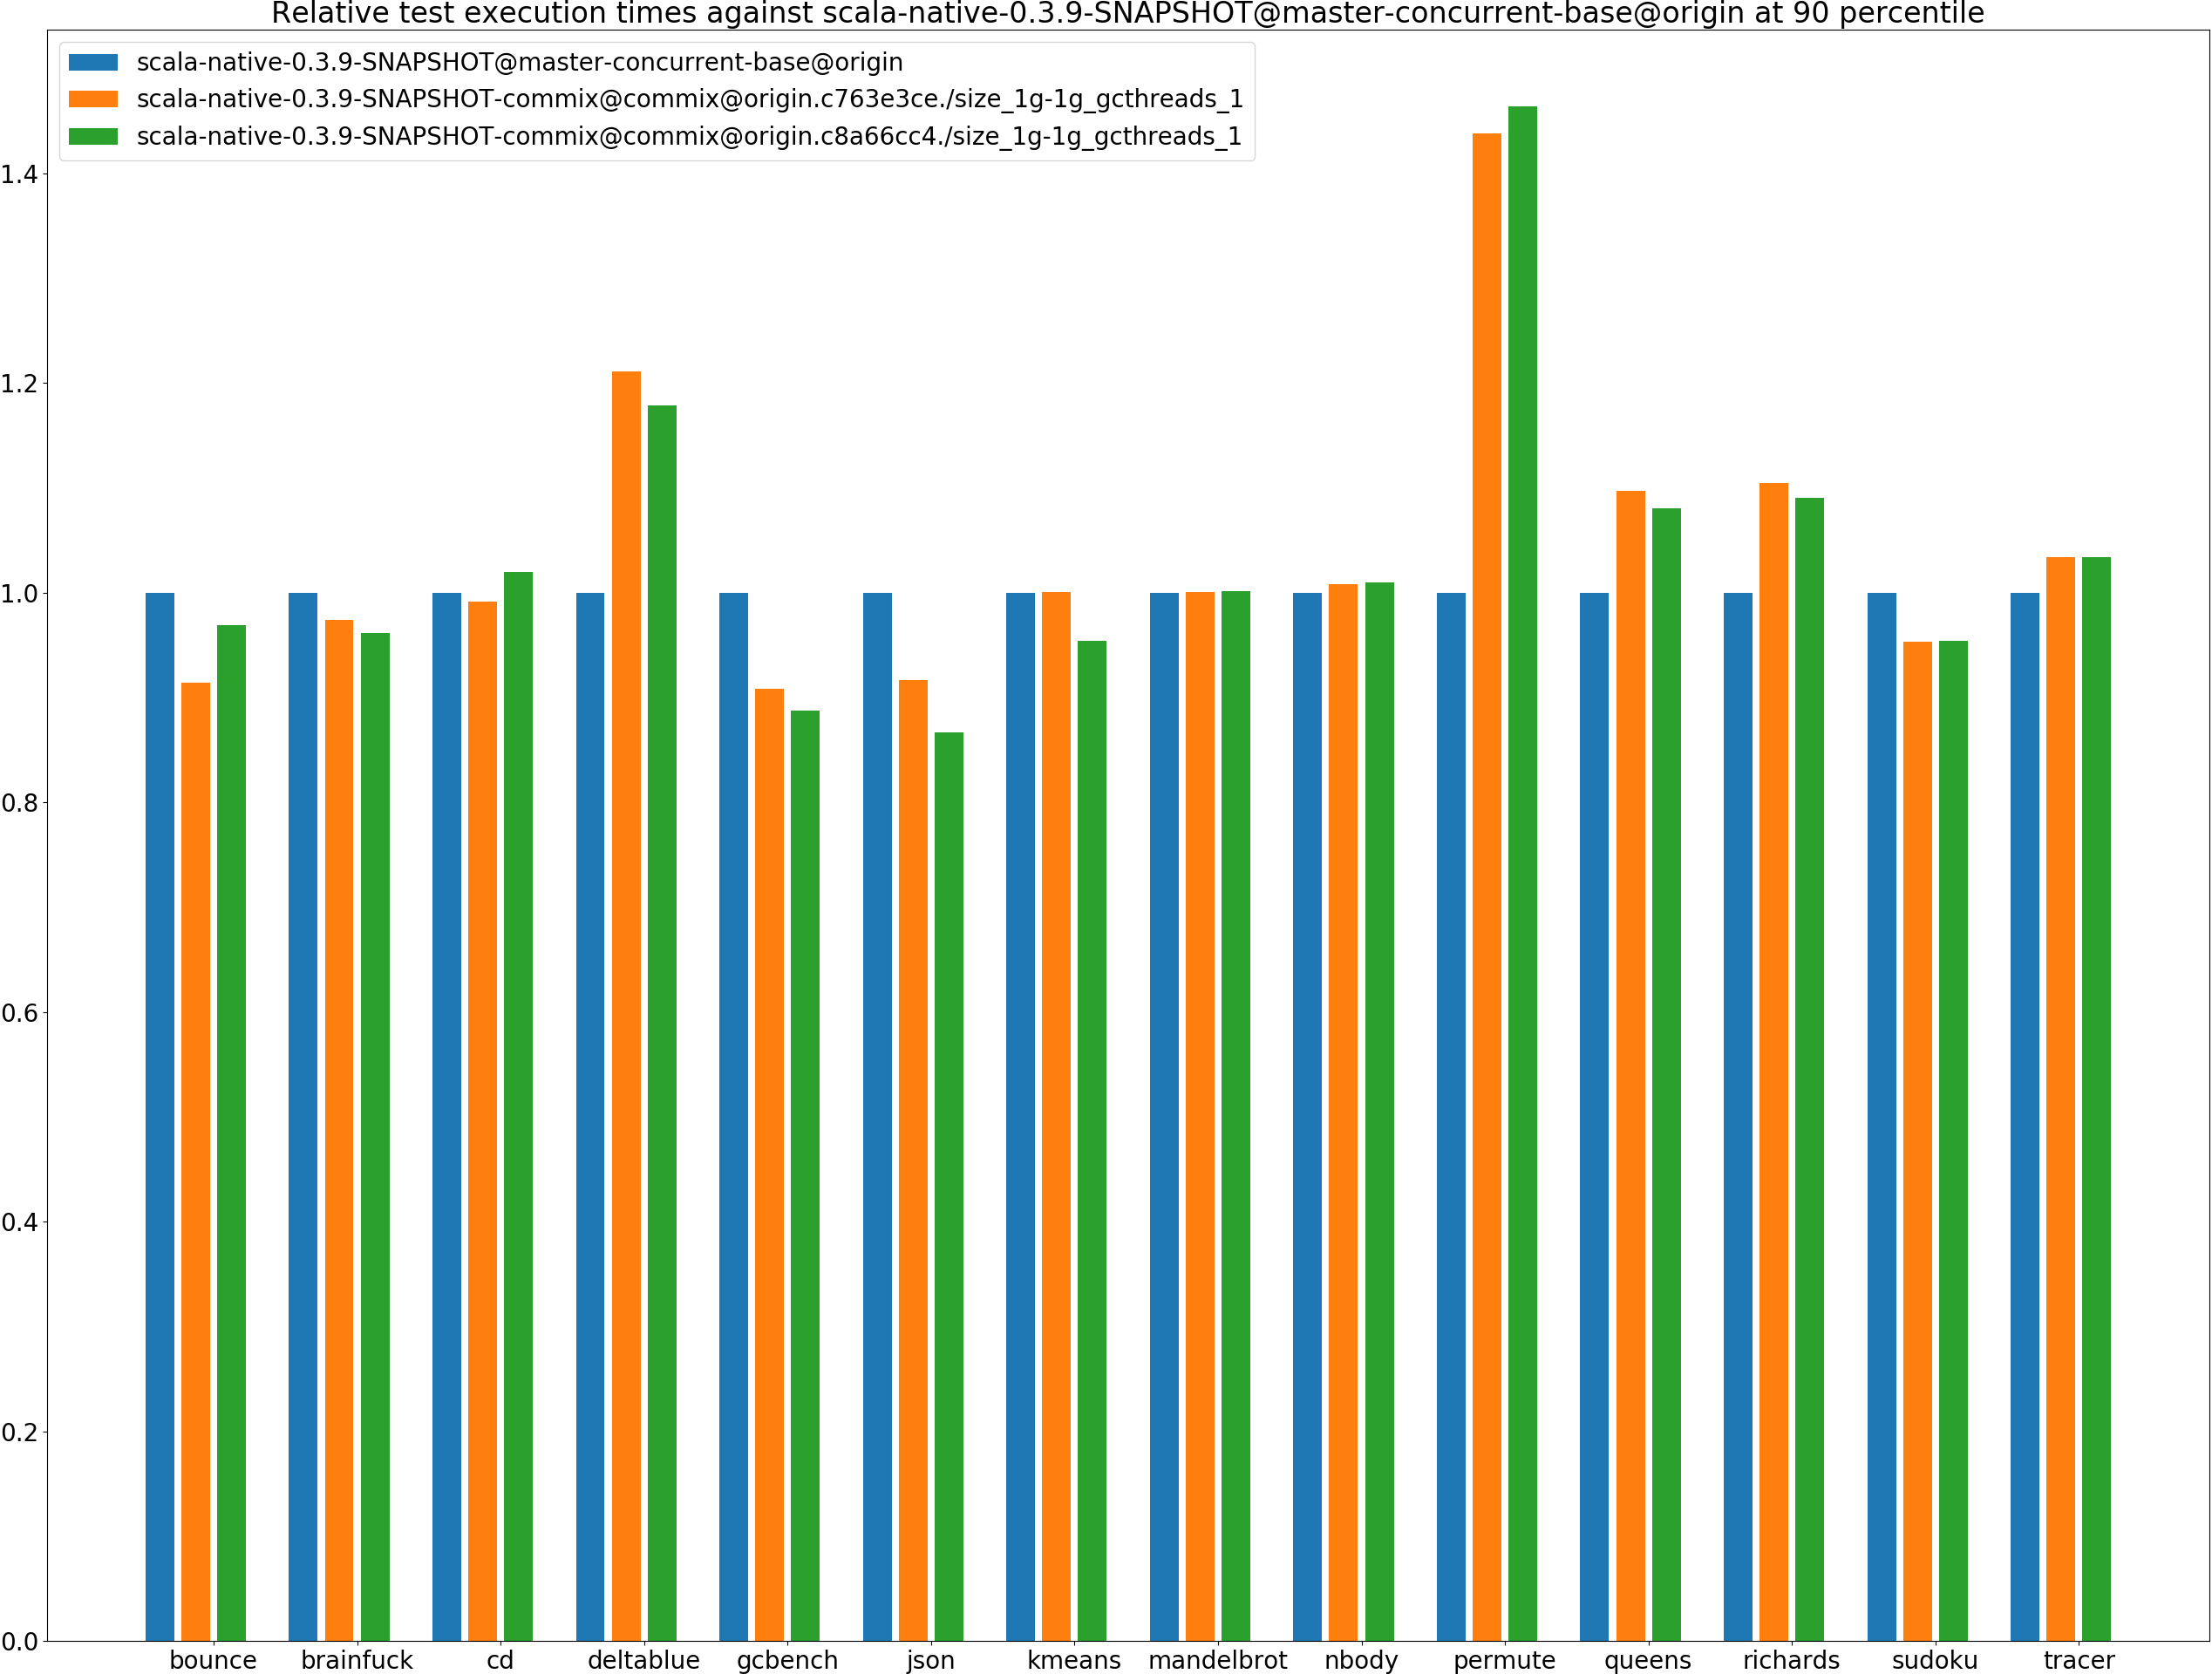 Relative test execution times against scala-native-0.3.9-SNAPSHOT@master-concurrent-base@origin at 90 percentile
scala-native-0.3.9-SNAPSHOT@master-concurrent-base@origin
scala-native-0.3.9-SNAPSHOT-commix@commix@origin.c763e3ce./size_1g-1g_gcthreads_1
scala-native-0.3.9-SNAPSHOT-commix@commix@origin.c8a66cc4./size_1g-1g_gcthreads_1
1.4
1.2
1.0
0.8
0.6
0.4
0.2
0.0
bounce brainfuck cd deltablue gcbench json kmeans mandelbrot nbody permute queens richards sudoku tracer